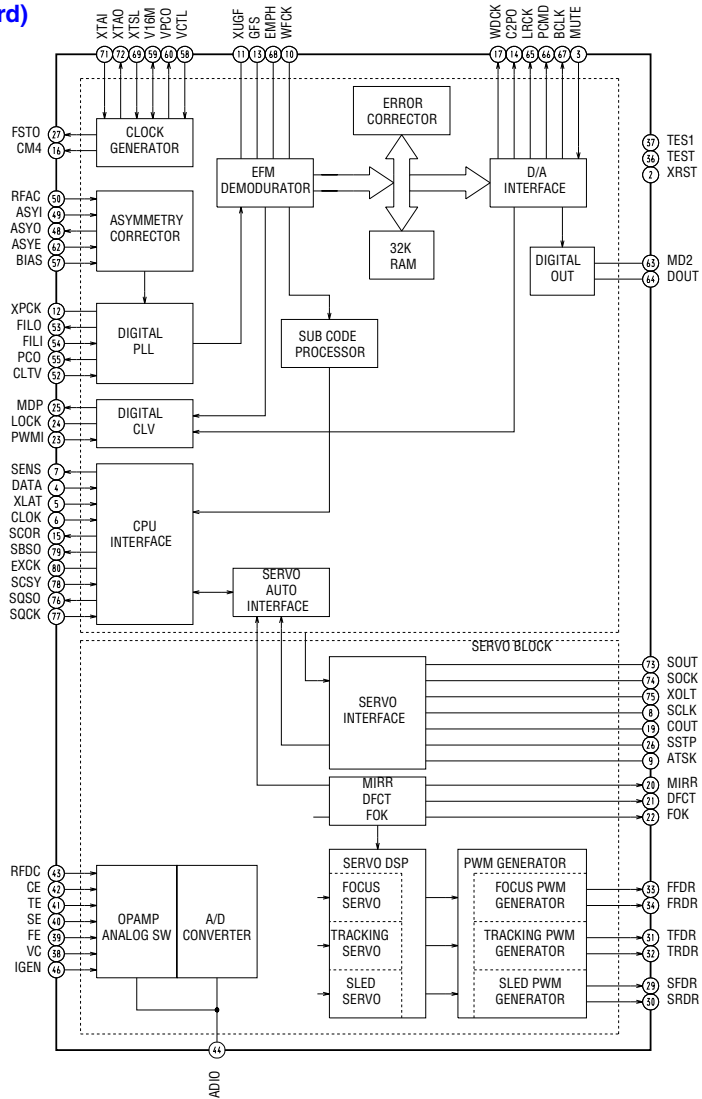 rd)
XTAI
XTAO
XTSL
V16M
VPCO
VCTL
XUGF
GFS
EMPH
WFCK
WDCK
C2PO
LRCK
PCMD
BCLK
MUTE
71
72
69
59
60
58
11
13
68
10
17
14
65
66
67
3
FSTO 27
CM4 16
CLOCK
GENERATOR
ERROR
CORRECTOR
37 TES1
36 TEST
2 XRST
RFAC 50
ASYI 49
ASYO 48
ASYE 62
BIAS 57
ASYMMETRY
CORRECTOR
EFM
DEMODURATOR
D/A
INTERFACE
32K
RAM
DIGITAL
OUT
63 MD2
64 DOUT
XPCK 12
FILO 53
FILI 54
PCO 55
CLTV 52
DIGITAL
PLL
SUB CODE
PROCESSOR
MDP 25
LOCK 24
PWMI 23
DIGITAL
CLV
SENS 7
DATA 4
XLAT 5
CLOK 6
SCOR 15
SBSO 79
EXCK 80
SCSY 78
SQSO 76
SQCK 77
CPU
INTERFACE
SERVO
AUTO
INTERFACE
SERVO BLOCK
SERVO
INTERFACE
73 SOUT
74 SOCK
75 XOLT
8 SCLK
19 COUT
26 SSTP
9 ATSK
MIRR
DFCT
FOK
20 MIRR
21 DFCT
22 FOK
RFDC 43
CE 42
TE 41
SE 40
FE 39
VC 38
IGEN 46
OPAMP
ANALOG SW
A/D
CONVERTER
SERVO DSP
FOCUS
SERVO
TRACKING
SERVO
SLED
SERVO
PWM GENERATOR
FOCUS PWM
GENERATOR
TRACKING PWM
GENERATOR
SLED PWM
GENERATOR
33 FFDR
34 FRDR
31 TFDR
32 TRDR
29 SFDR
30 SRDR
44
ADIO